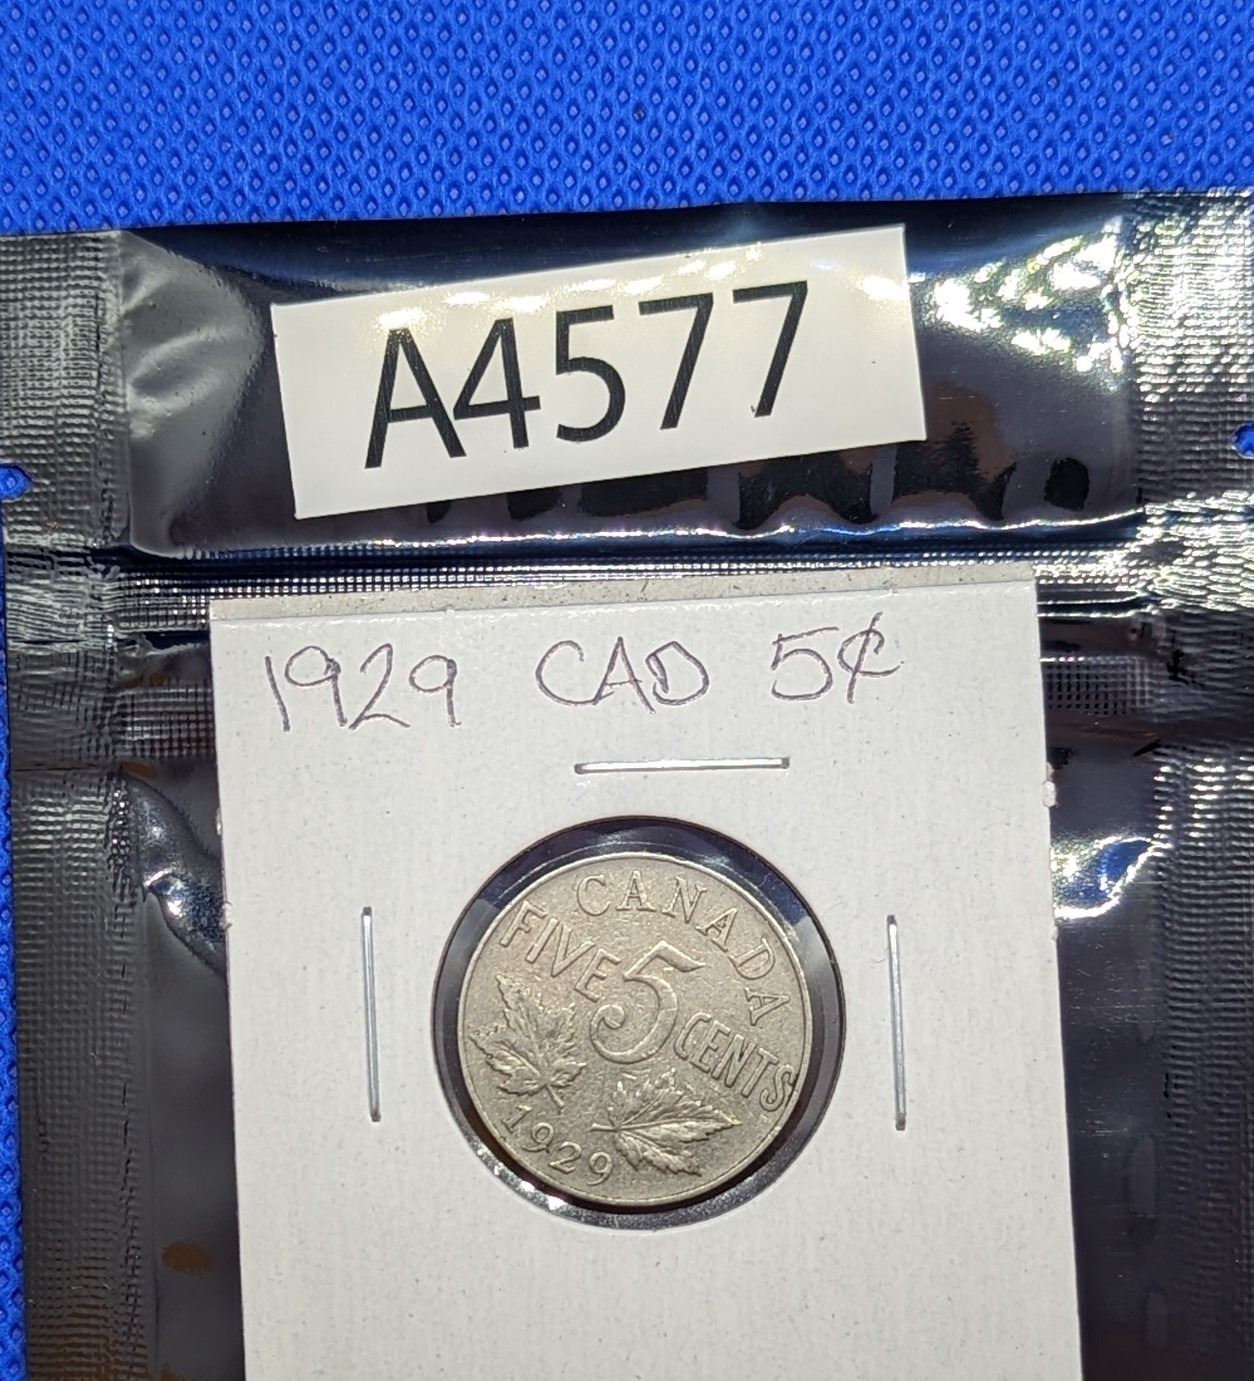 A4577
1929 CAD 5¢
CANADA
FIVE 5 CENTS
1929